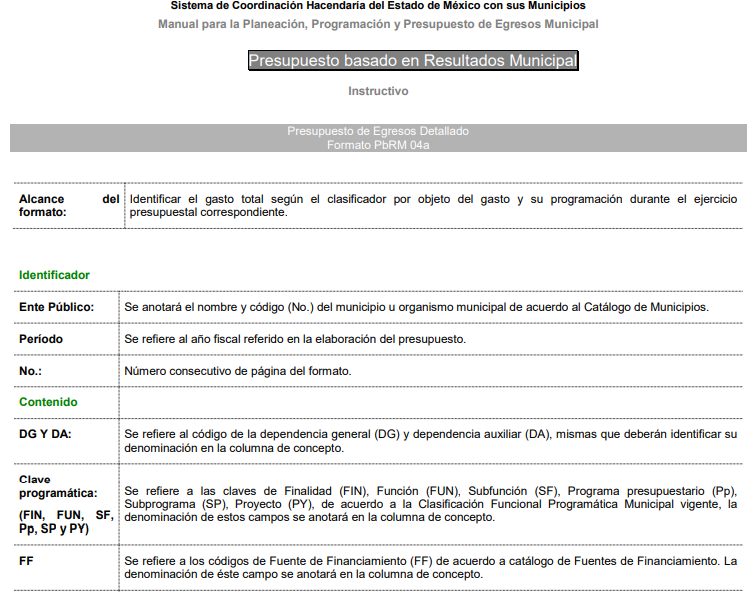 Sistema de Coordinación Hacendaria del Estado de México con sus Municipios
Manual para la Planeación, Programación y Presupuesto de Egresos Municipal
Presupuesto basado en Resultados Municipal
Instructivo
Presupuesto de Egresos Detallado
Formato PbRM 04a
Alcance del formato:
Identificar el gasto total según el clasificador por objeto del gasto y su programación durante el ejercicio
presupuestal correspondiente.
Identificador
Ente Público:
Se anotará el nombre y código (No.) del municipio u organismo municipal de acuerdo al Catálogo de Municipios.
Período
Se refiere al año fiscal referido en la elaboración del presupuesto.
No.:
Número consecutivo de página del formato.
Contenido
DG Y DA:
Se refiere al código de la dependencia general (DG) y dependencia auxiliar (DA), mismas que deberán identificar su
denominación en la columna de concepto.
Clave
programática:
(FIN, FUN, SF,
Pp, SP y PY)
Se refiere a las claves de Finalidad (FIN), Función (FUN), Subfunción (SF), Programa presupuestario (Pp),
Subprograma (SP), Proyecto (PY), de acuerdo a la Clasificación Funcional Programática Municipal vigente, la
denominación de estos campos se anotará en la columna de concepto.
FF
Se refiere a los códigos de Fuente de Financiamiento (FF) de acuerdo a catálogo de Fuentes de Financiamiento. La
denominación de éste campo se anotará en la columna de concepto.